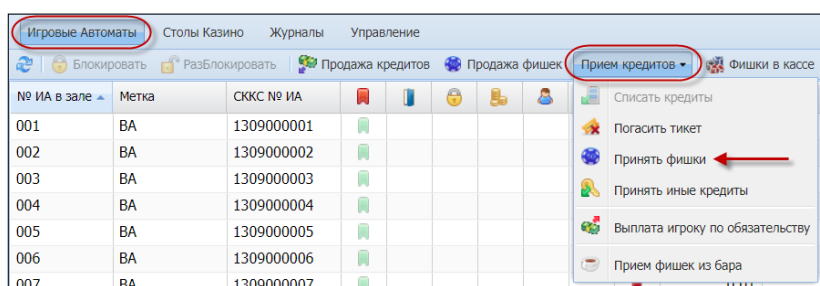 Игровые Автоматы Столы Казино Журналы Управление
Блокировать РазБлокировать Продажа кредитов Продажа фишек Прием кредитов Фишки в кассе
№ ИА в зале Метка СККС № ИА
Списать кредиты
001 ВА 1309000001
Погасить тикет
002 ВА 1309000002
Принять фишки
003 ВА 1309000003
Принять иные кредиты
004 ВА 1309000004
005 ВА 1309000005
Выплата игроку по обязательству
006 ВА 1309000006
Прием фишек из бара
007 ВА 1309000007